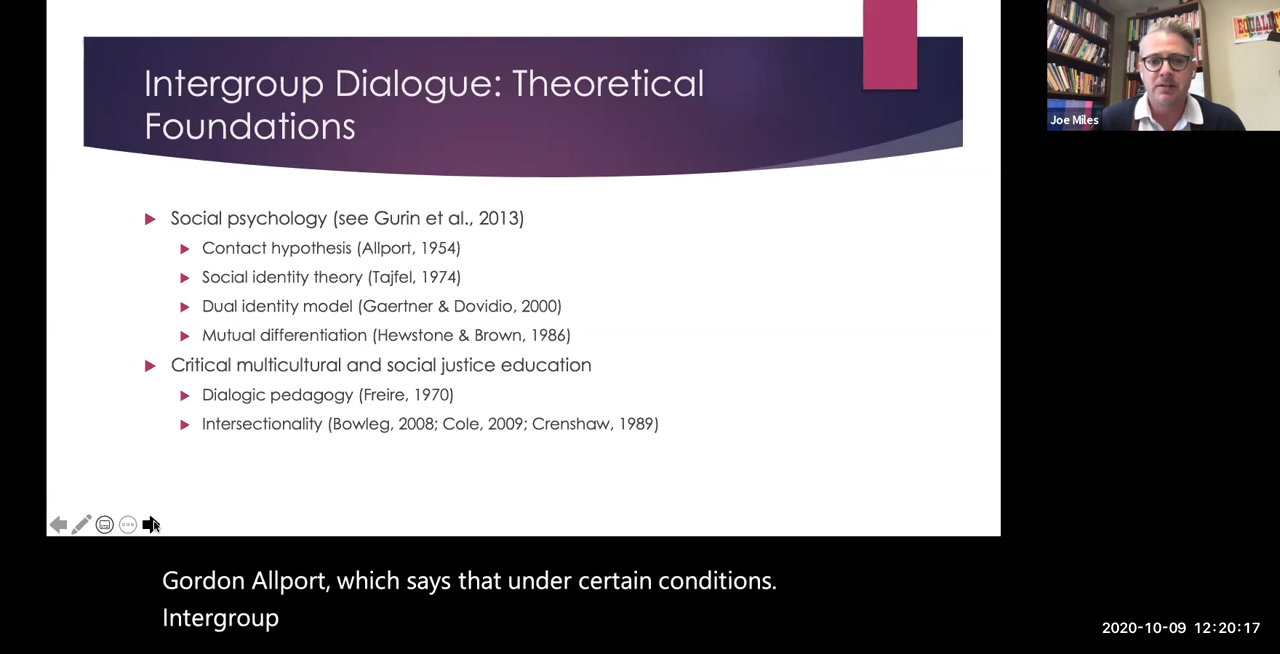 Intergroup Dialogue: Theoretical
Foundations
Social psychology (see Gurin et al., 2013)
Contact hypothesis (Allport, 1954)
Social identity theory (Tajfel, 1974)
Dual identity model (Gaertner & Dovidio, 2000)
Mutual differentiation (Hewstone & Brown, 1986)
Critical multicultural and social justice education
Dialogic pedagogy (Freire, 1970)
Intersectionality (Bowleg, 2008; Cole, 2009; Crenshaw, 1989)
EQUALI
Joe Miles
Gordon Allport, which says that under certain conditions.
Intergroup
2020-10-09 12:20:17